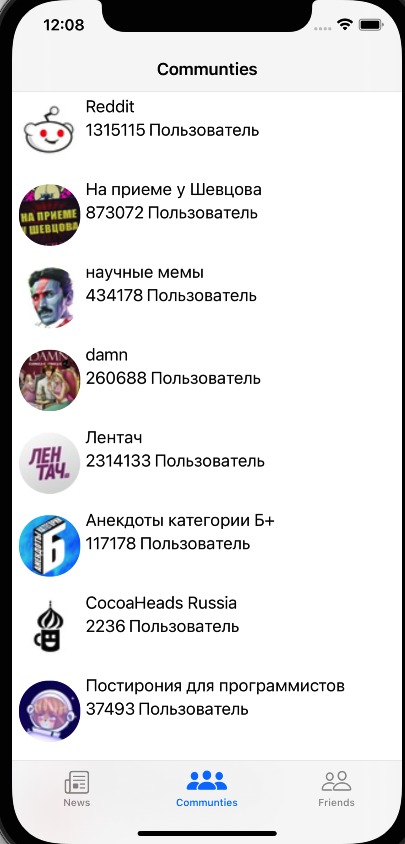 12:08
Communties
Reddit
1315115 Пользователь
На приеме у Шевцова
873072 Пользователь
НА ПРИЕМЕ
У ШЕВЦОВА
научные мемы
434178 Пользователь
damn
260688 Пользователь
DAMN
Лентач
2314133 Пользователь
ЛЕН
ТАЧ.
Анекдоты категории Б+
117178 Пользователь
АНЕКДОТЫ
КАТЕГОРИИ
Б
CocoaHeads Russia
2236 Пользователь
Постирония для программистов
37493 Пользователь
News
Communties
Friends